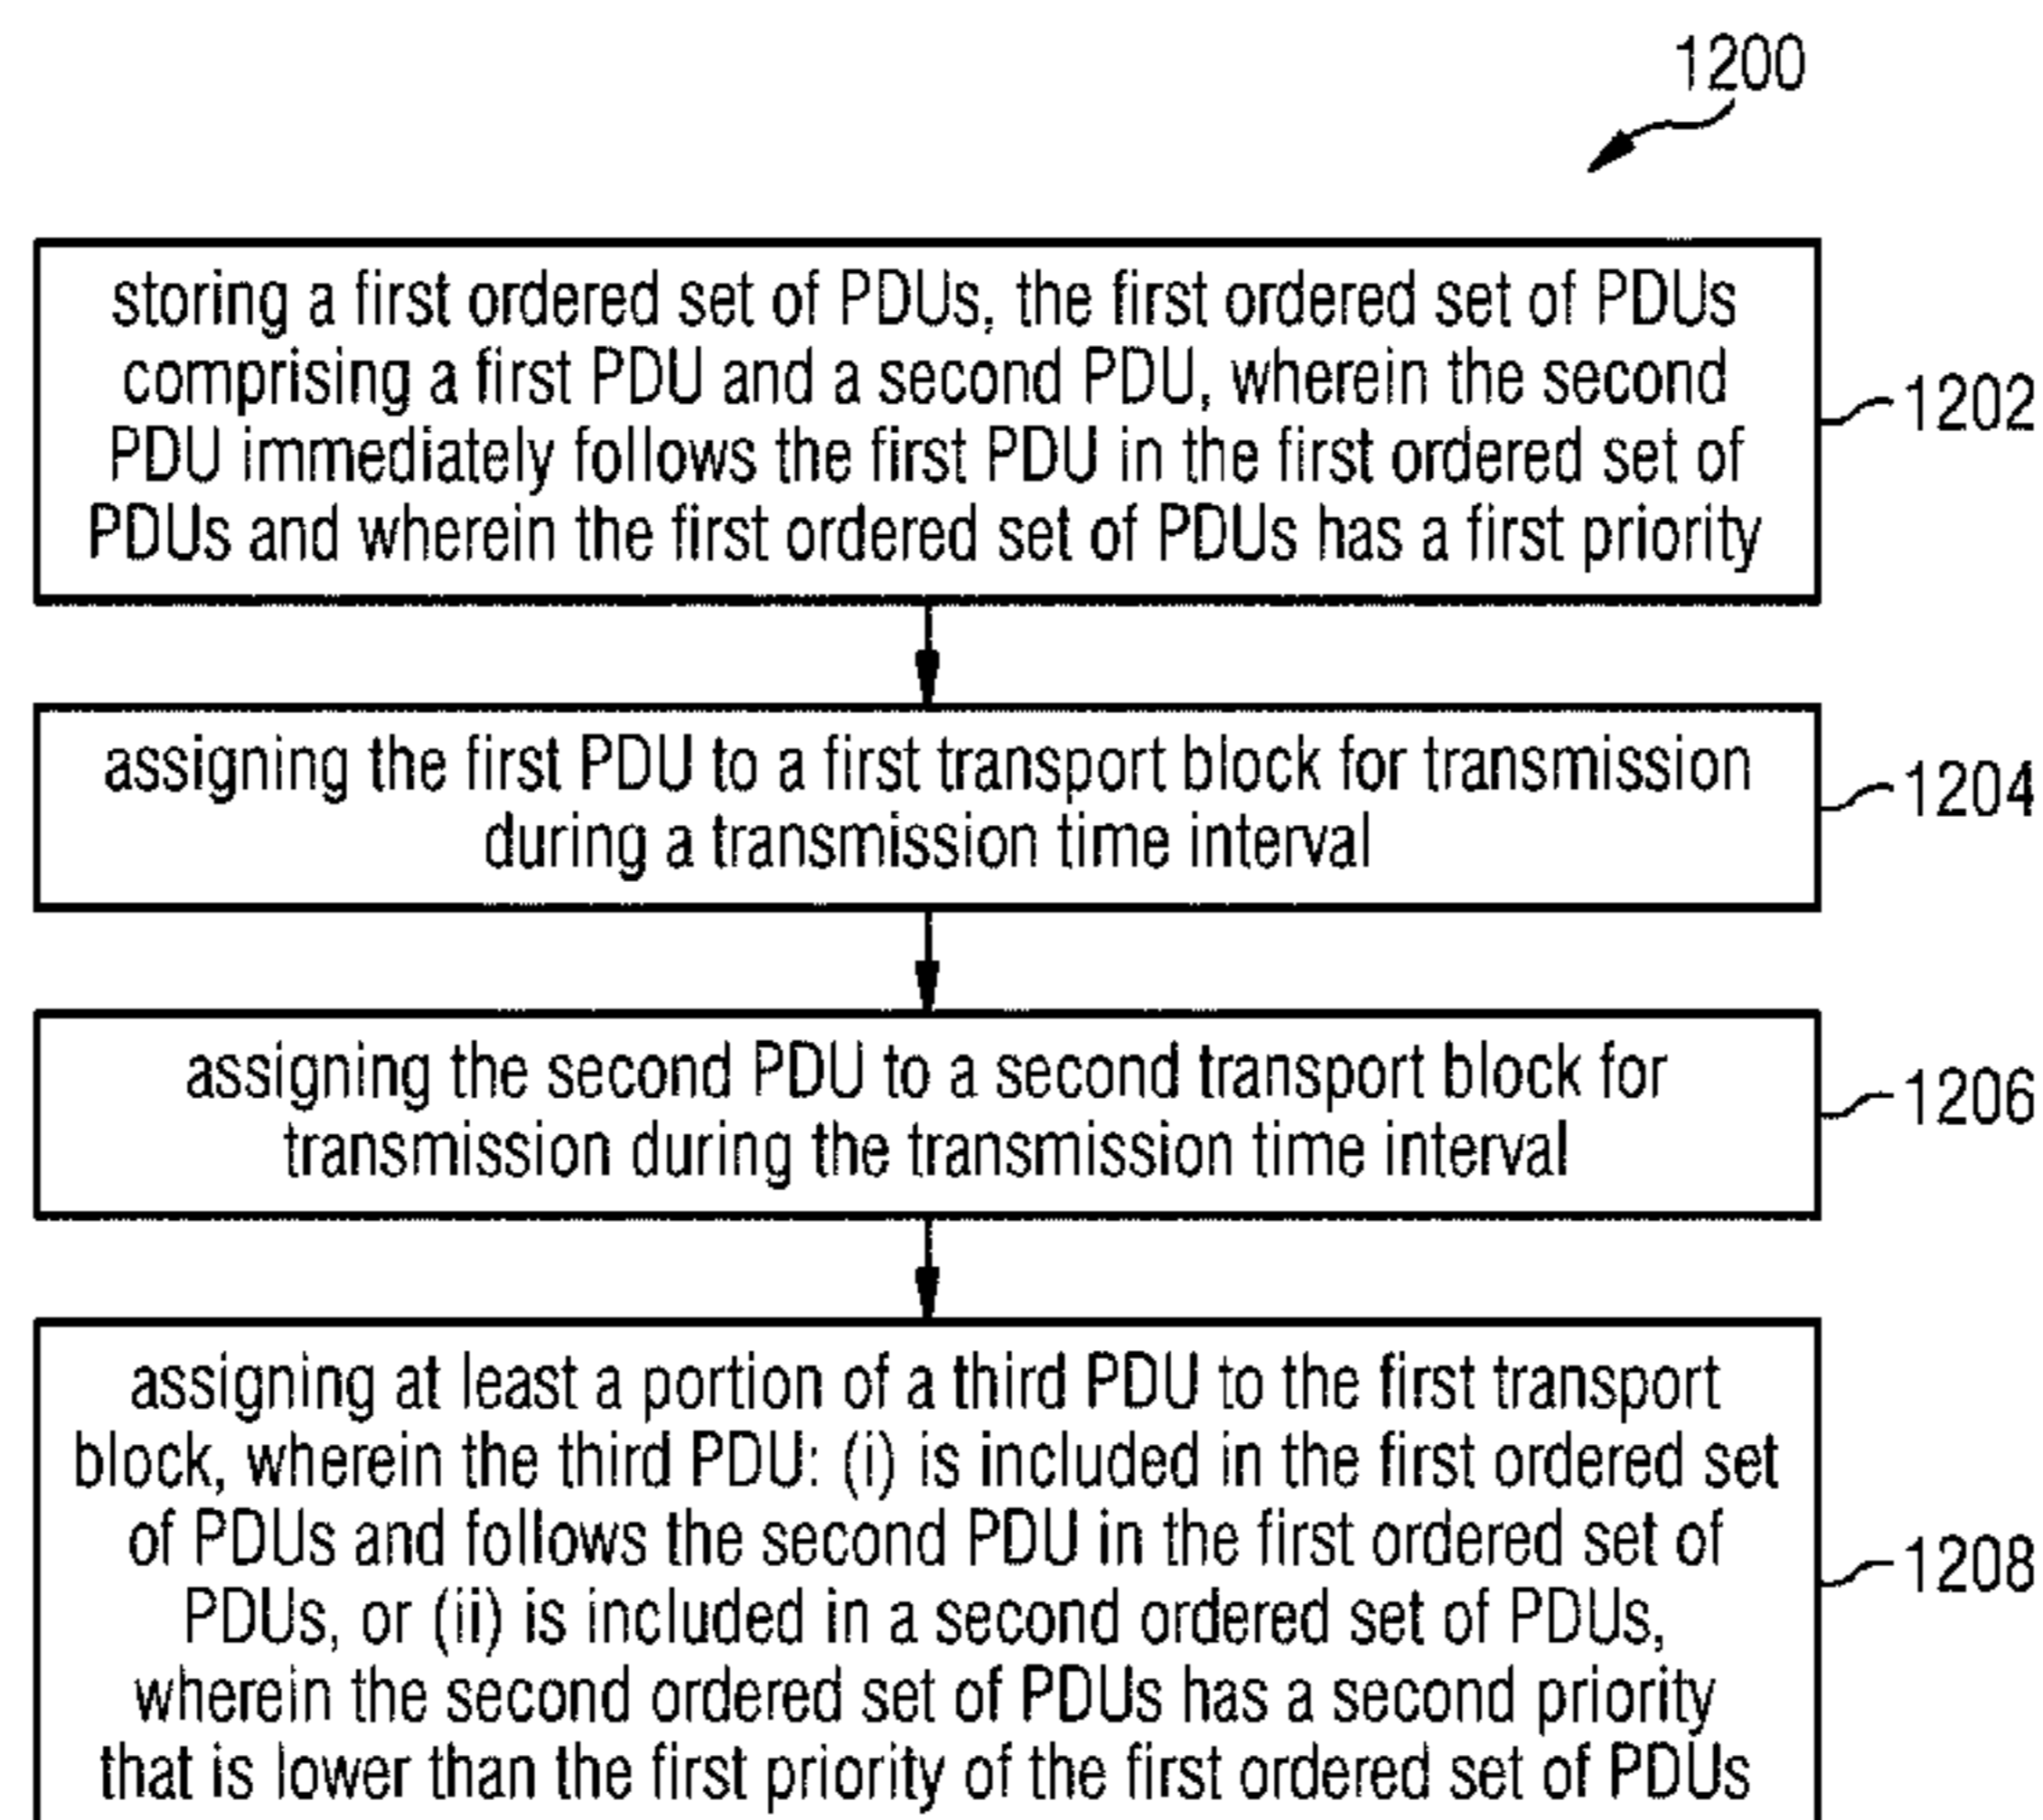 1200
storing a first ordered set of PDUs, the first ordered set of PDUs
comprising a first PDU and a second PDU, wherein the second
PDU immediately follows the first PDU in the first ordered set of
PDUs and wherein the first ordered set of PDUs has a first priority
1202
assigning the first PDU to a first transport block for transmission
during a transmission time interval
1204
assigning the second PDU to a second transport block for
transmission during the transmission time interval
1206
assigning at least a portion of a third PDU to the first transport
block, wherein the third PDU: (i) is included in the first ordered set
of PDUs and follows the second PDU in the first ordered set of
PDUs, or (ii) is included in a second ordered set of PDUs,
wherein the second ordered set of PDUs has a second priority
that is lower than the first priority of the first ordered set of PDUs
1208